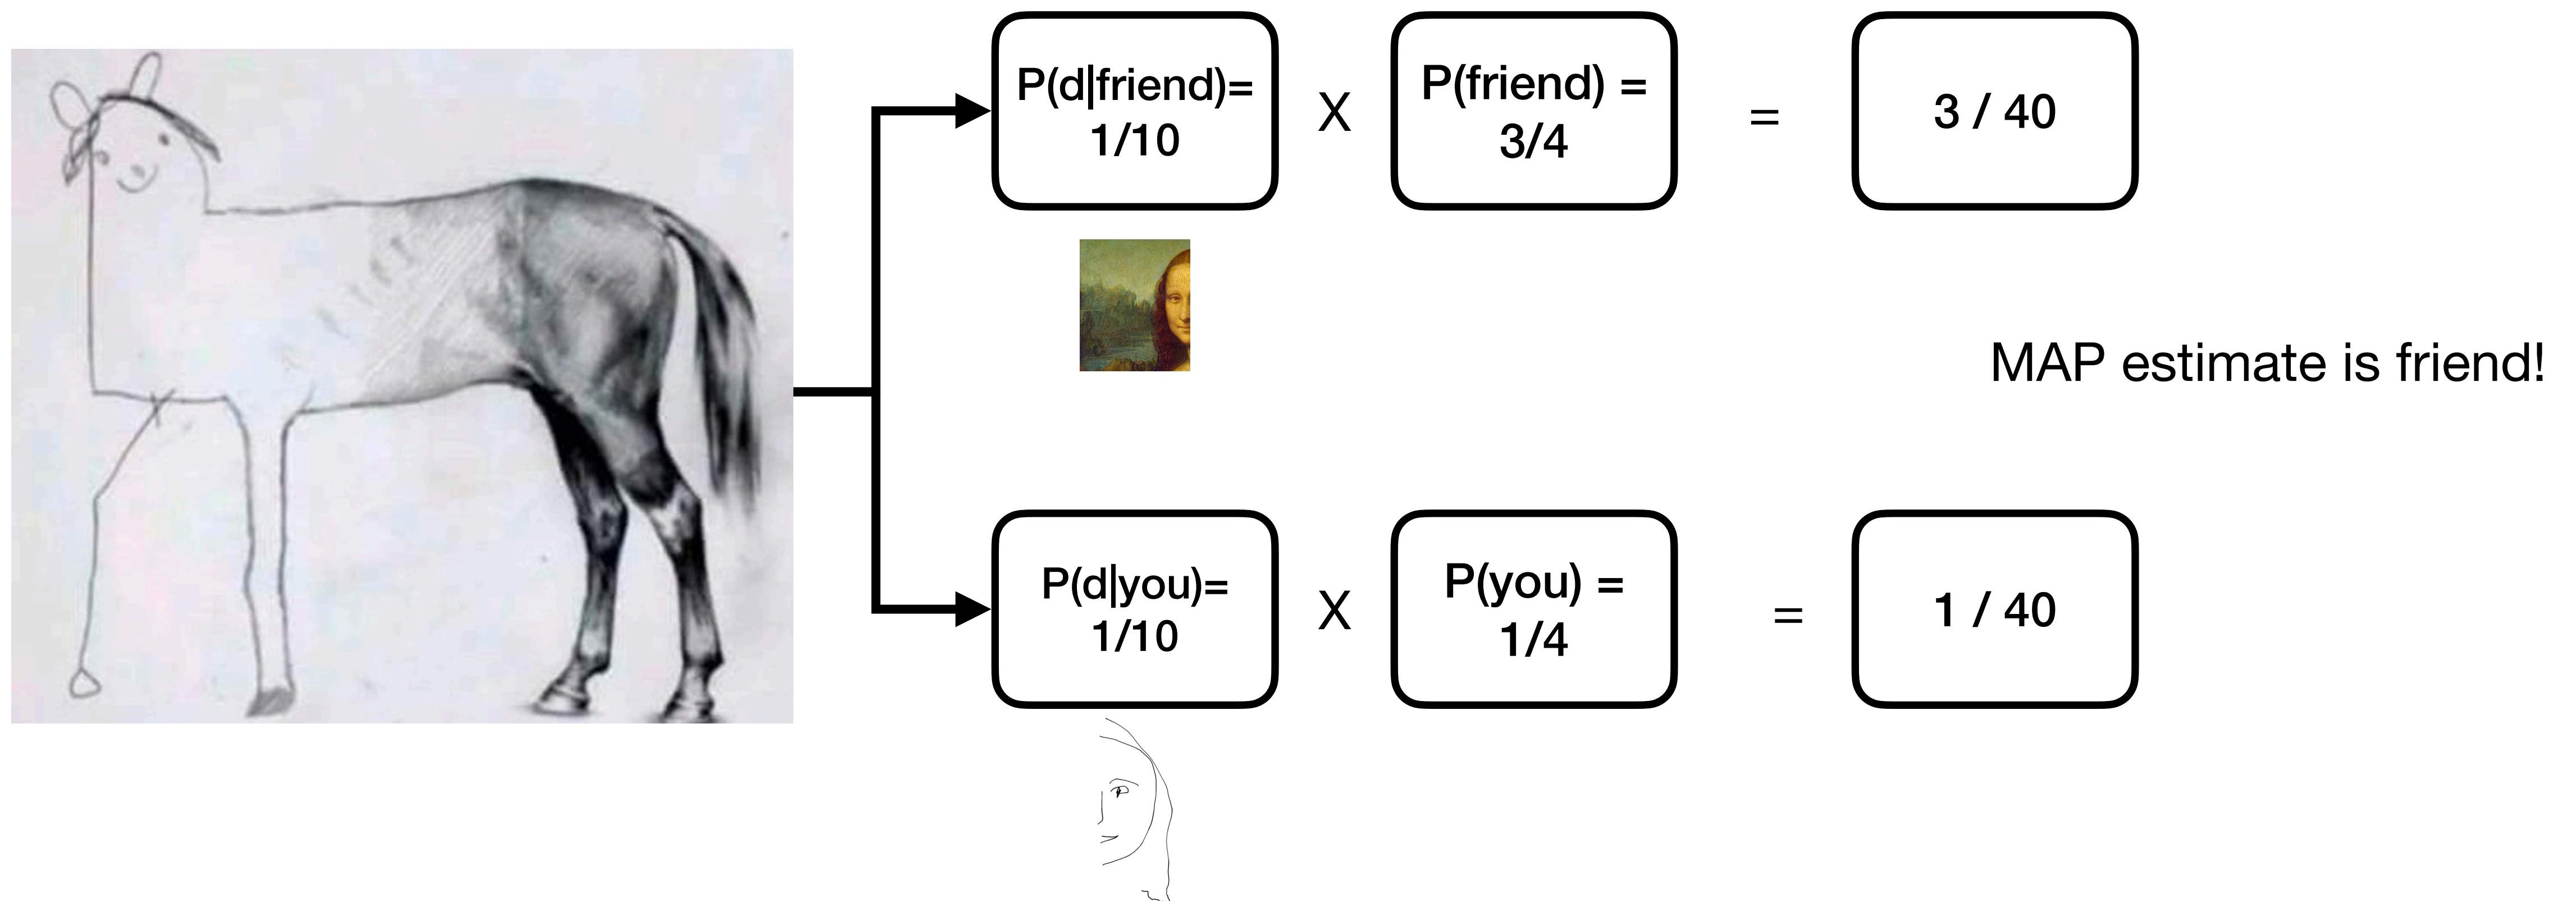 P(d|friend)=
1/10
X
P(friend) =
3/4
=
3 / 40
MAP estimate is friend!
P(d|you)=
1/10
X
P(you) =
1/4
=
1 / 40